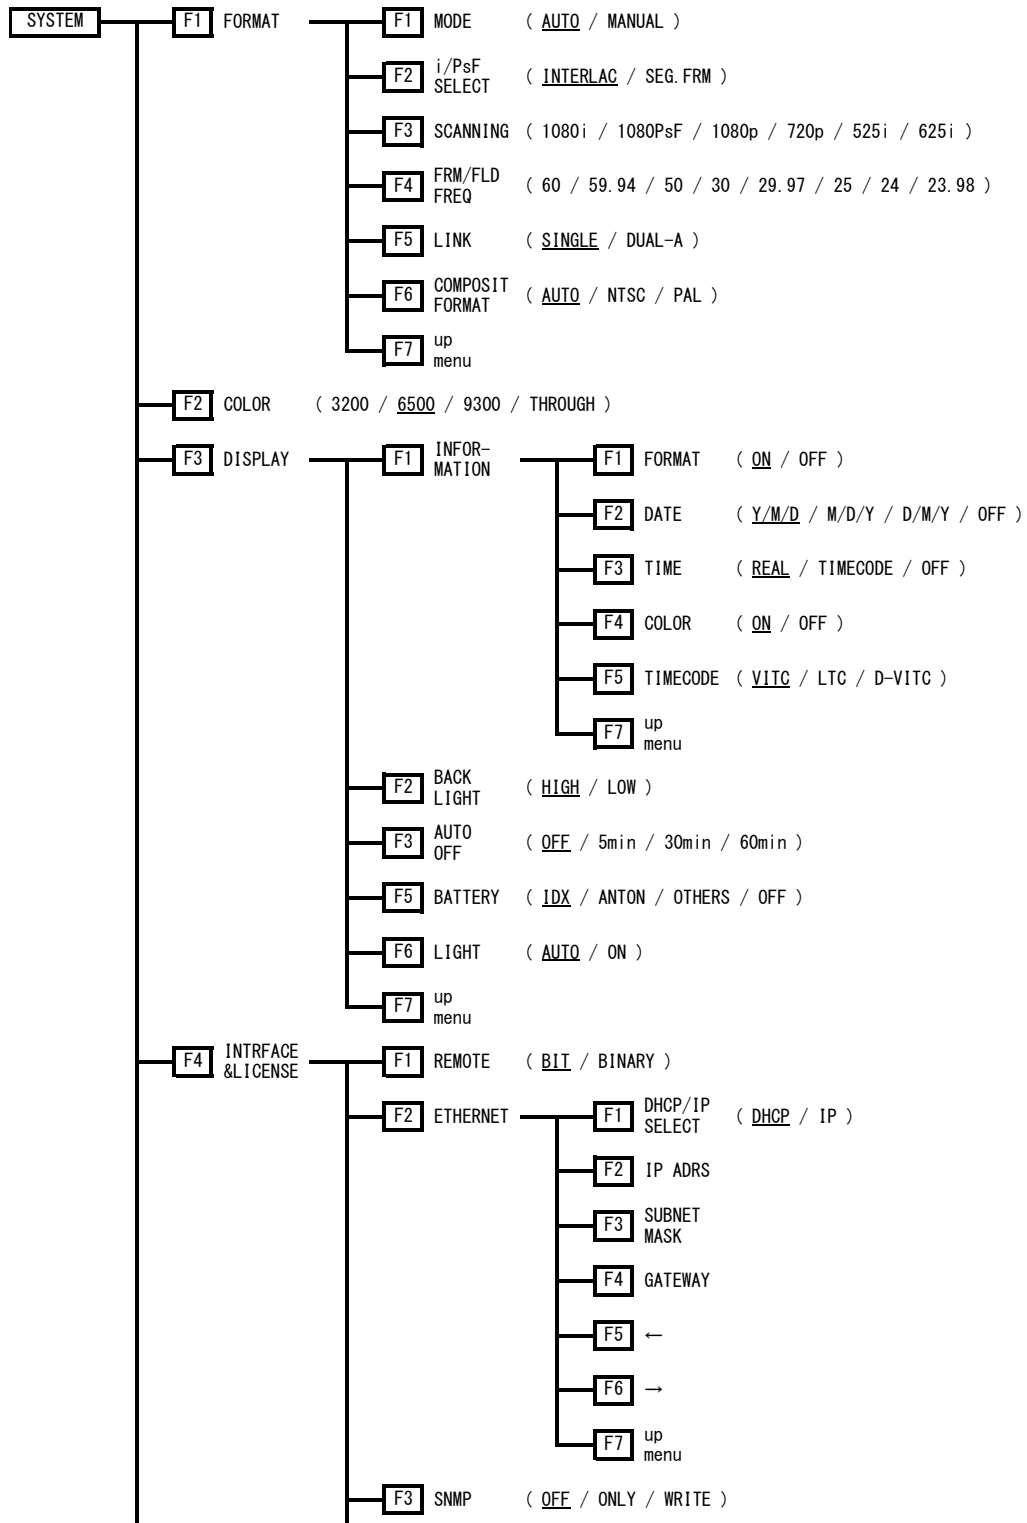 SYSTEM F1 FORMAT F1 MODE ( AUTO / MANUAL )
F2 i/PsF SELECT ( INTERLAC / SEG.FRM )
F3 SCANNING ( 1080i / 1080PsF / 1080p / 720p / 525i / 625i )
F4 FRM/FLD FREQ ( 60 / 59.94 / 50 / 30 / 29.97 / 25 / 24 / 23.98 )
F5 LINK ( SINGLE / DUAL-A )
F6 COMPOSIT FORMAT ( AUTO / NTSC / PAL )
F7 up menu
F2 COLOR ( 3200 / 6500 / 9300 / THROUGH )
F3 DISPLAY F1 INFOR-MATION F1 FORMAT ( ON / OFF )
F2 DATE ( Y/M/D / M/D/Y / D/M/Y / OFF )
F3 TIME ( REAL / TIMECODE / OFF )
F4 COLOR ( ON / OFF )
F5 TIMECODE ( VITC / LTC / D-VITC )
F7 up menu
F2 BACK LIGHT ( HIGH / LOW )
F3 AUTO OFF ( OFF / 5min / 30min / 60min )
F5 BATTERY ( IDX / ANTON / OTHERS / OFF )
F6 LIGHT ( AUTO / ON )
F7 up menu
F4 INTRFACE &LICENSE F1 REMOTE ( BIT / BINARY )
F2 ETHERNET F1 DHCP/IP SELECT ( DHCP / IP )
F2 IP ADRS
F3 SUBNET MASK
F4 GATEWAY
F5 ←
F6 →
F7 up menu
F3 SNMP ( OFF / ONLY / WRITE )